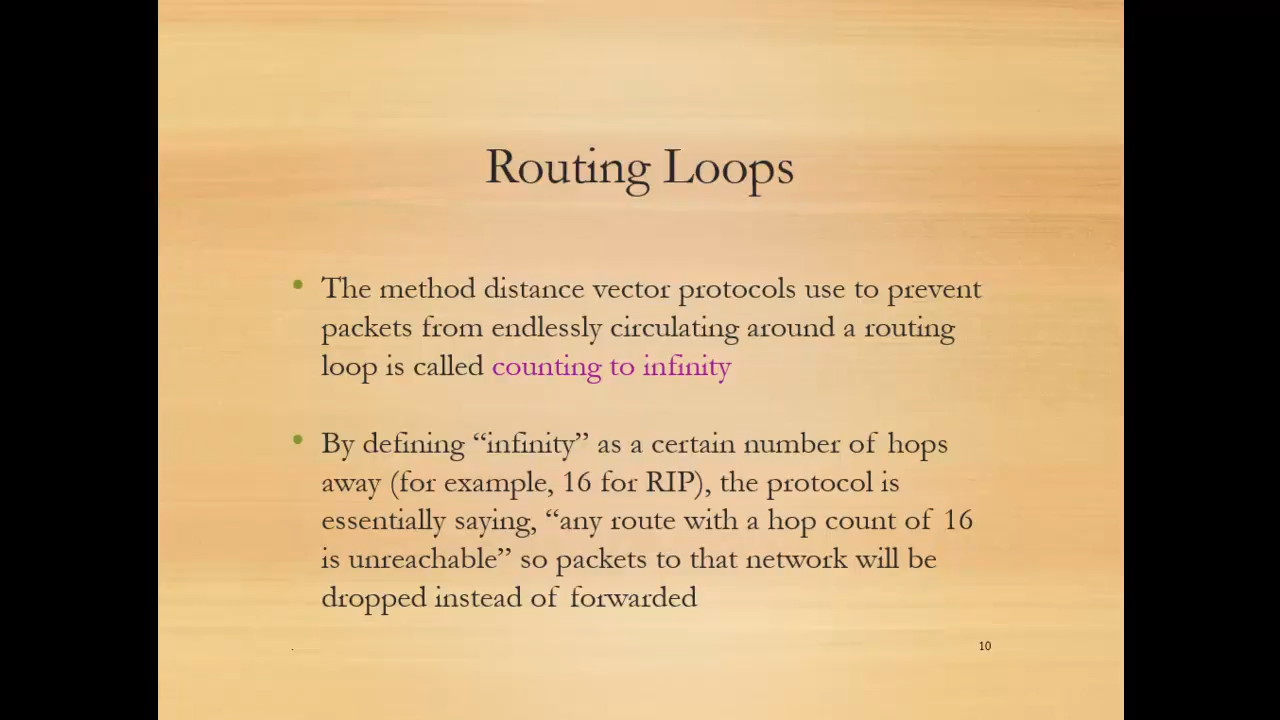 Routing Loops
• The method distance vector protocols use to prevent
packets from endlessly circulating around a routing
loop is called counting to infinity
• By defining “infinity” as a certain number of hops
away (for example, 16 for RIP), the protocol is
essentially saying, “any route with a hop count of 16
is unreachable” so packets to that network will be
dropped instead of forwarded
.
10